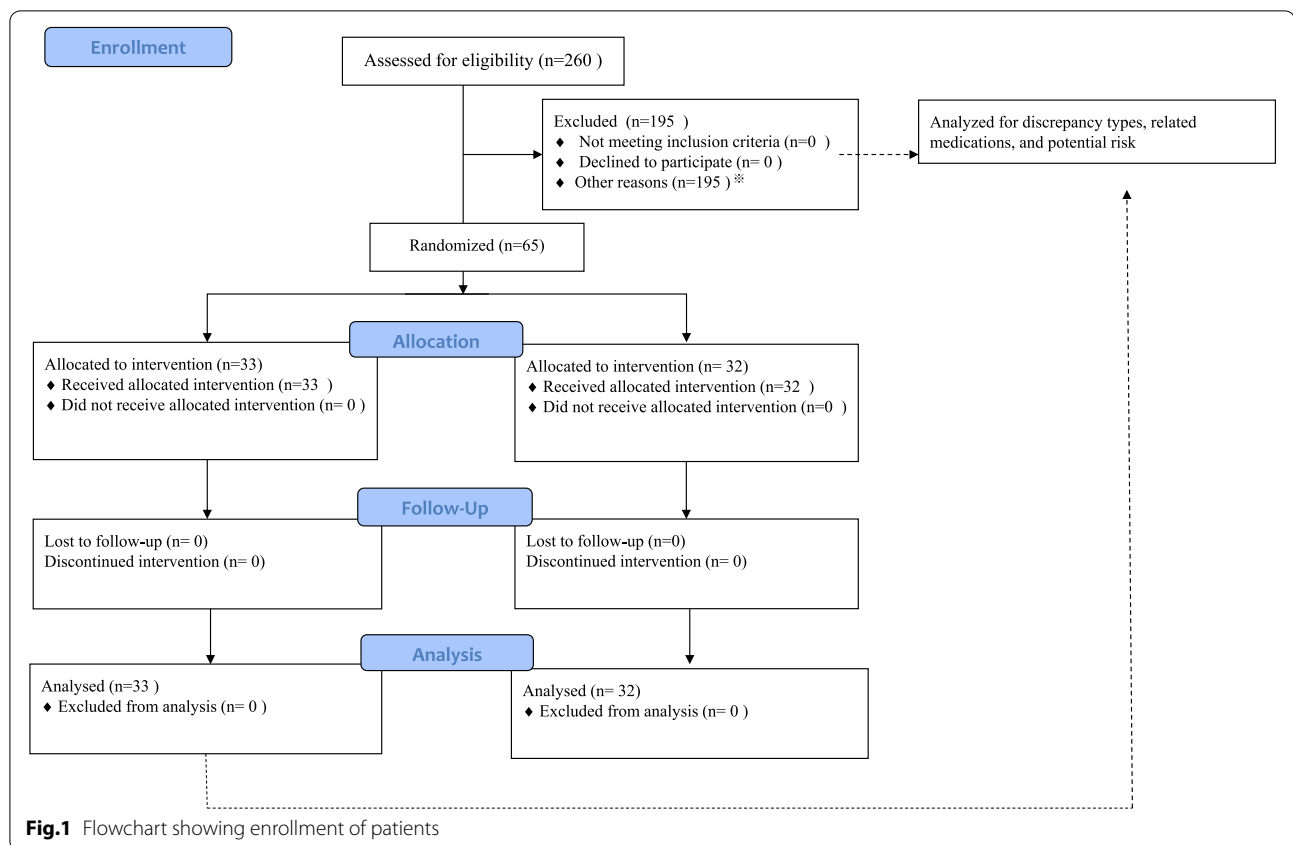 Enrollment
Assessed for eligibility (n=260 )
Excluded (n=195 )
♦ Not meeting inclusion criteria (n=0 )
♦ Declined to participate (n= 0 )
♦ Other reasons (n=195 )※
Analyzed for discrepancy types, related
medications, and potential risk
Randomized (n=65)
Allocation
Allocated to intervention (n=33)
♦ Received allocated intervention (n=33 )
♦ Did not receive allocated intervention (n= 0 )
Allocated to intervention (n= 32)
♦ Received allocated intervention (n=32 )
♦ Did not receive allocated intervention (n=0 )
Follow-Up
Lost to follow-up (n= 0)
Discontinued intervention (n= 0)
Lost to follow-up (n=0)
Discontinued intervention (n= 0)
Analysis
Analysed (n=33 )
♦ Excluded from analysis (n= 0 )
Analysed (n= 32)
♦ Excluded from analysis (n= 0 )
Fig.1 Flowchart showing enrollment of patients